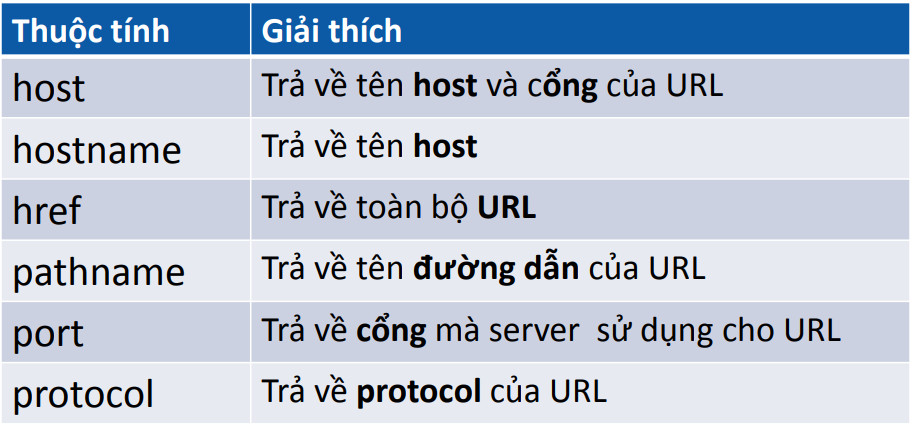 Thuộc tính Giải thích
host Trả về tên host và cổng của URL
hostname Trả về tên host
href Trả về toàn bộ URL
pathname Trả về tên đường dẫn của URL
port Trả về cổng mà server sử dụng cho URL
protocol Trả về protocol của URL